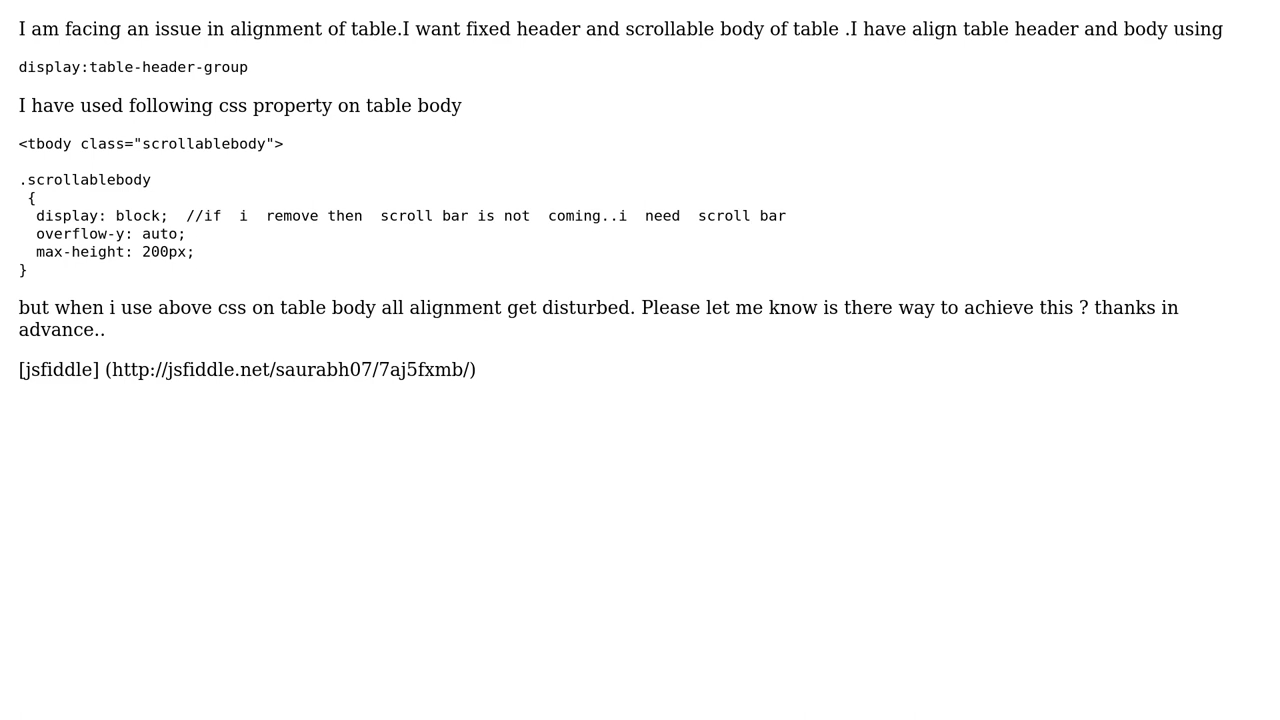 I am facing an issue in alignment of table.I want fixed header and scrollable body of table .I have align table header and body using
display:table-header-group
I have used following css property on table body
<tbody class="scrollablebody">
.scrollablebody
 {
  display: block;  //if  i  remove then  scroll bar is not  coming..i  need  scroll bar
  overflow-y: auto;
  max-height: 200px;
}
but when i use above css on table body all alignment get disturbed. Please let me know is there way to achieve this ? thanks in
advance..
[jsfiddle] (http://jsfiddle.net/saurabh07/7aj5fxmb/)